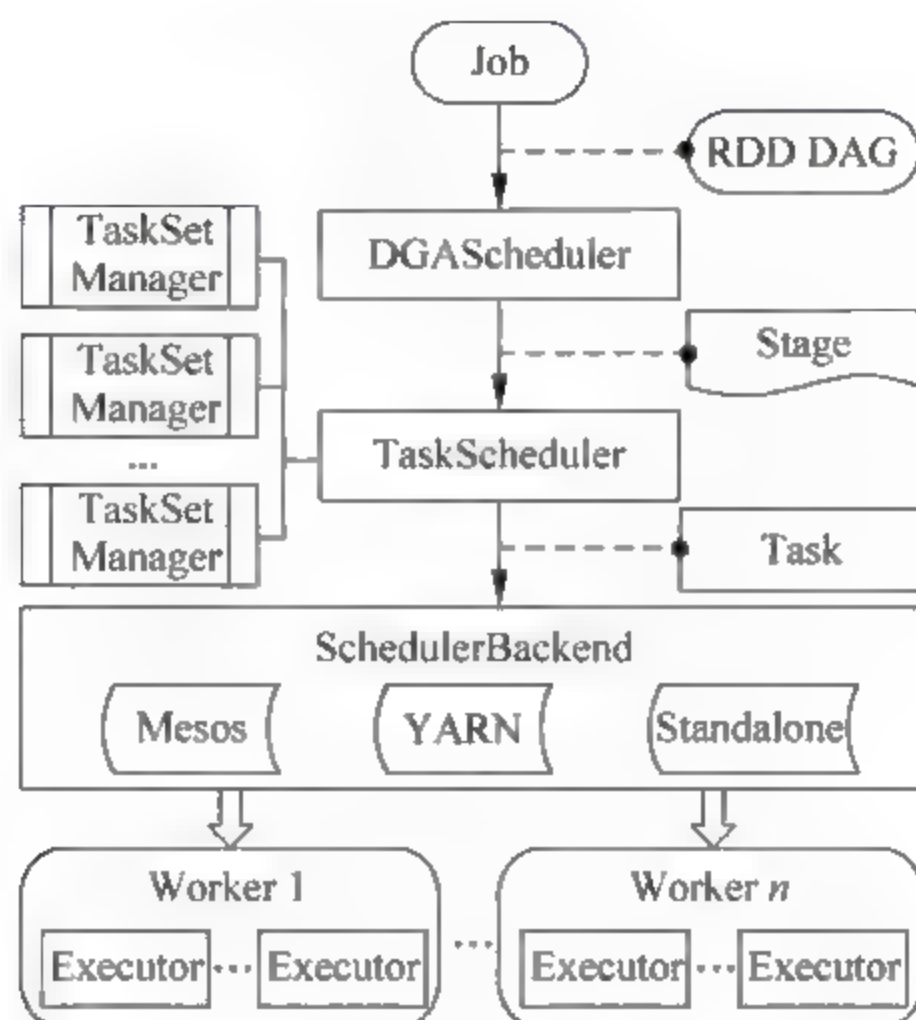 Job
RDD DAG
TaskSet
Manager
DGAScheduler
TaskSet
Manager
Stage
...
TaskScheduler
TaskSet
Manager
Task
SchedulerBackend
Mesos
YARN
Standalone
Worker 1
Worker n
Executor ... Executor
...
Executor ... Executor